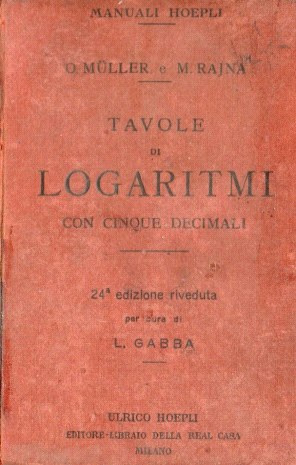 MANUALI HOEPLI
O. MÜLLER e M. RAJNA
TAVOLE
DI
LOGARITMI
CON CINQUE DECIMALI
24ª edizione riveduta
per cura di
L. GABBA
ULRICO HOEPLI
EDITORE-LIBRAIO DELLA REAL CASA
MILANO